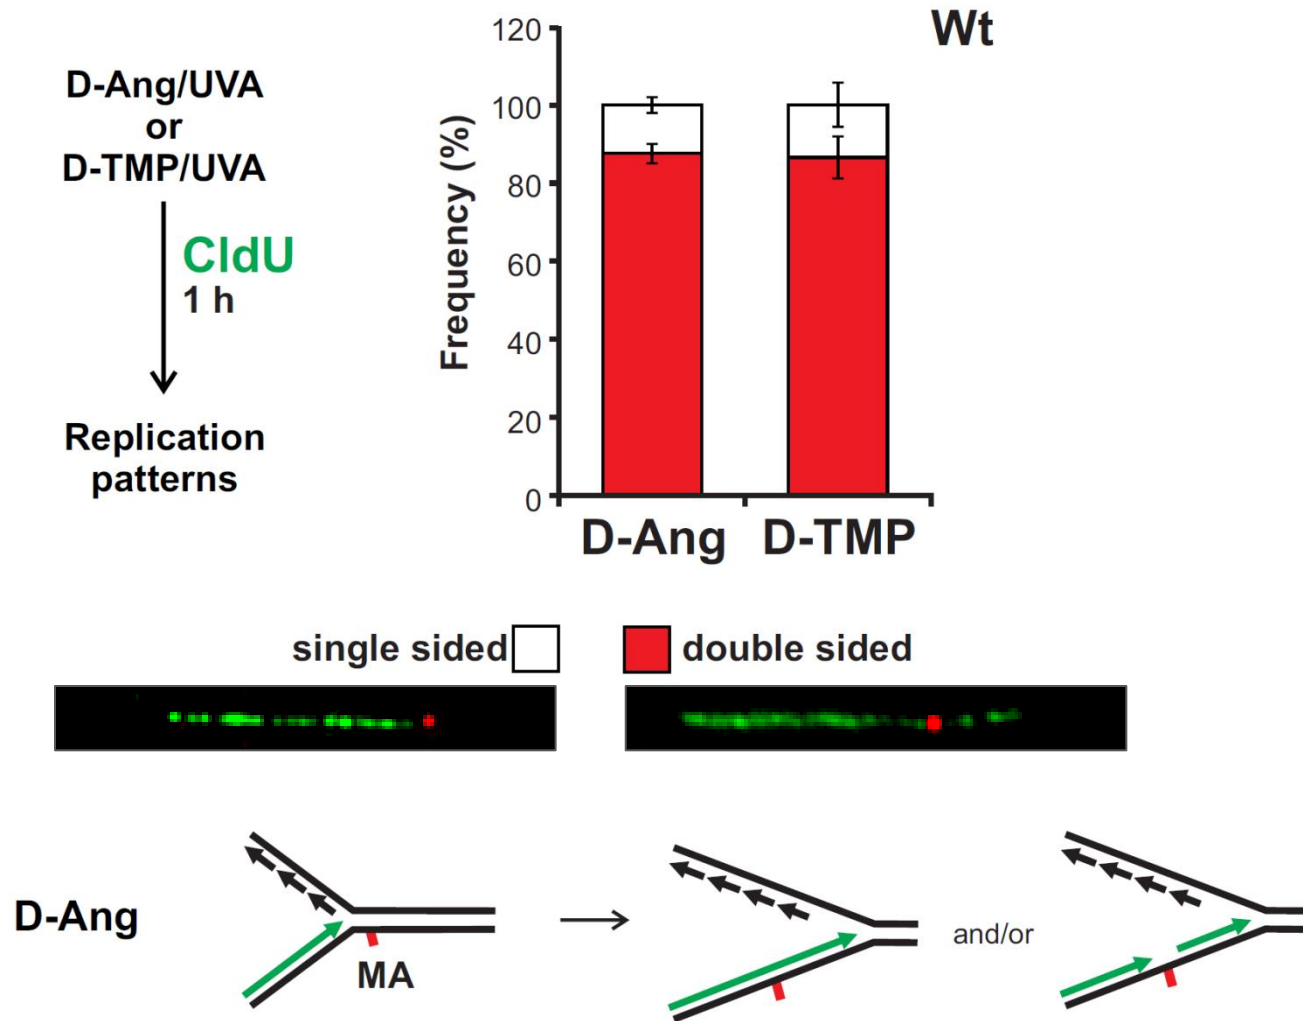 D-Ang/UVA
or
D-TMP/UVA
CldU
1 h
Replication
patterns
Wt
Frequency (%)
120
100
80
60
40
20
0
D-Ang D-TMP
single sided
double sided
D-Ang
MA
and/or